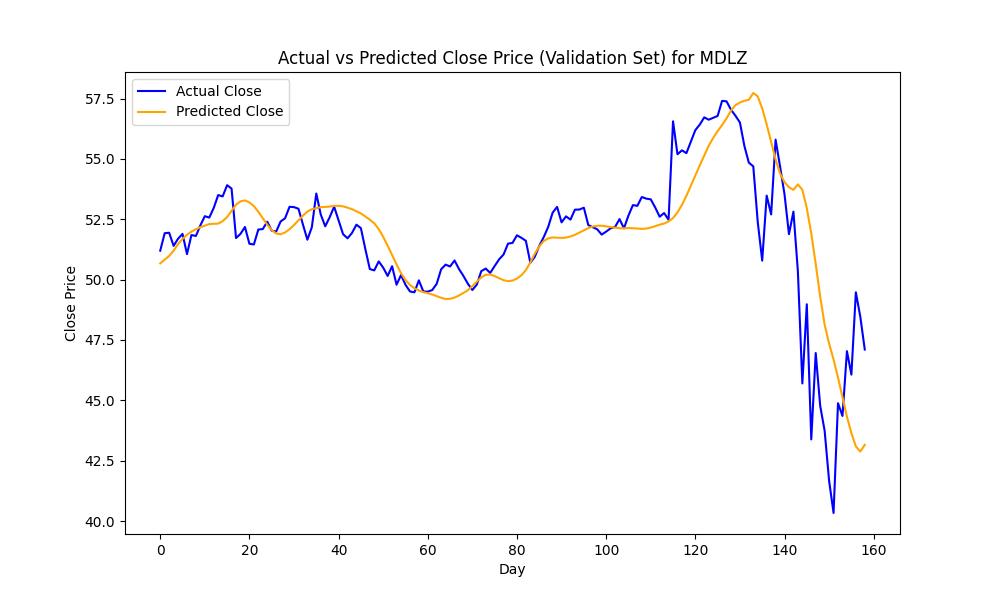 Actual vs Predicted Close Price (Validation Set) for MDLZ
Actual Close
Predicted Close
57.5
55.0
52.5
50.0
47.5
45.0
42.5
40.0
Close Price
0 20 40 60 80 100 120 140 160
Day